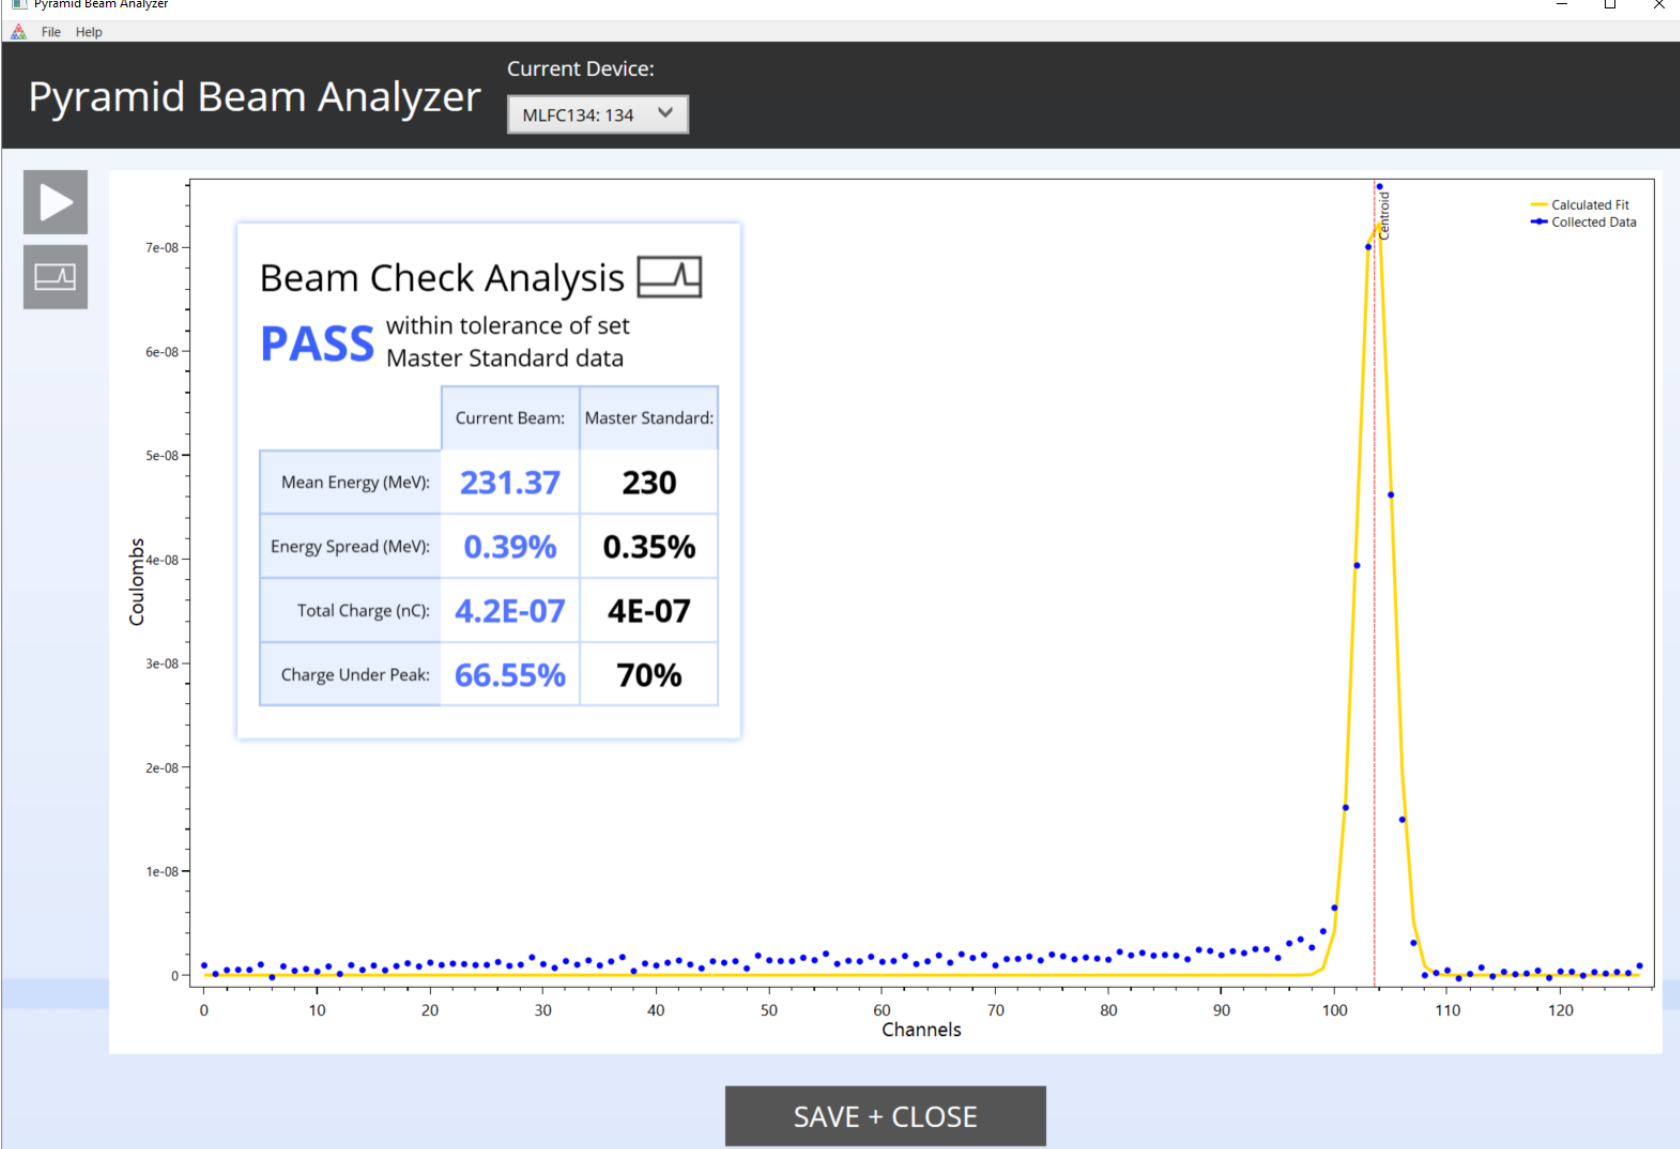 Pyramid Beam Analyzer
File Help
Pyramid Beam Analyzer
Current Device:
MLFC134: 134
Calculated Fit
Collected Data
Centroid
Beam Check Analysis
PASS within tolerance of set
Master Standard data
Current Beam: Master Standard:
Mean Energy (MeV): 231.37 230
Energy Spread (MeV): 0.39% 0.35%
Total Charge (nC): 4.2E-07 4E-07
Charge Under Peak: 66.55% 70%
Coulombs
7e-08
6e-08
5e-08
4e-08
3e-08
2e-08
1e-08
0
0 10 20 30 40 50 60 70 80 90 100 110 120
Channels
SAVE + CLOSE